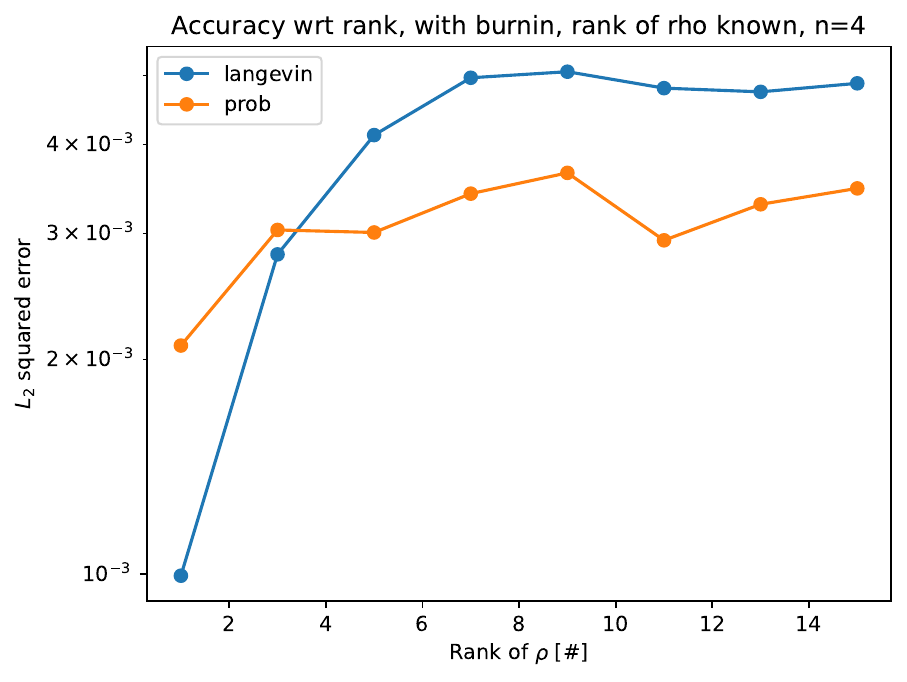 Accuracy wrt rank, with burnin, rank of rho known, n=4
langevin
prob
4 × 10⁻³
3 × 10⁻³
2 × 10⁻³
10⁻³
L₂ squared error
2 4 6 8 10 12 14
Rank of ρ [#]